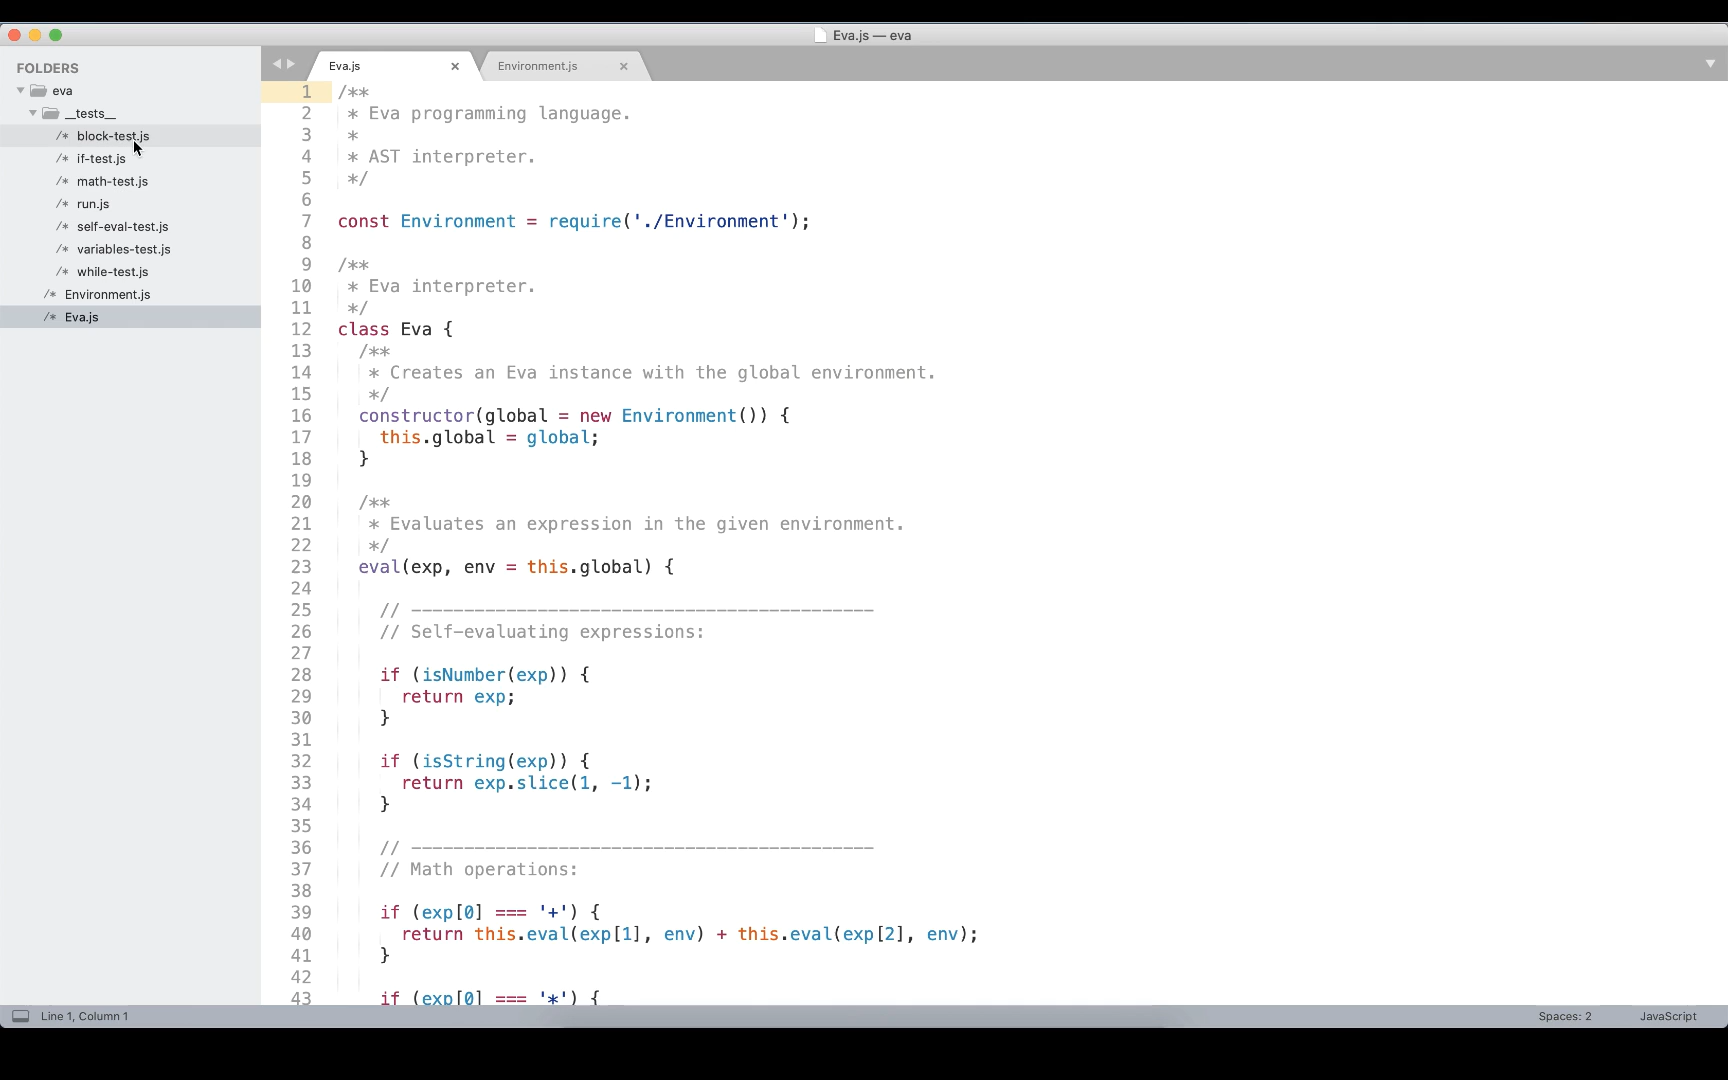 Eva.js — eva
FOLDERS
eva
__tests__
/* block-test.js
/* if-test.js
/* math-test.js
/* run.js
/* self-eval-test.js
/* variables-test.js
/* while-test.js
/* Environment.js
/* Eva.js
Eva.js
Environment.js
1 /**
2  * Eva programming language.
3  *
4  * AST interpreter.
5  */
6
7 const Environment = require('./Environment');
8
9 /**
10  * Eva interpreter.
11  */
12 class Eva {
13   /**
14    * Creates an Eva instance with the global environment.
15    */
16   constructor(global = new Environment()) {
17     this.global = global;
18   }
19
20   /**
21    * Evaluates an expression in the given environment.
22    */
23   eval(exp, env = this.global) {
24
25     // --------------------------------------------
26     // Self-evaluating expressions:
27
28     if (isNumber(exp)) {
29       return exp;
30     }
31
32     if (isString(exp)) {
33       return exp.slice(1, -1);
34     }
35
36     // --------------------------------------------
37     // Math operations:
38
39     if (exp[0] === '+') {
40       return this.eval(exp[1], env) + this.eval(exp[2], env);
41     }
42
43     if (exp[0] === '*') {
Line 1, Column 1
Spaces: 2
JavaScript